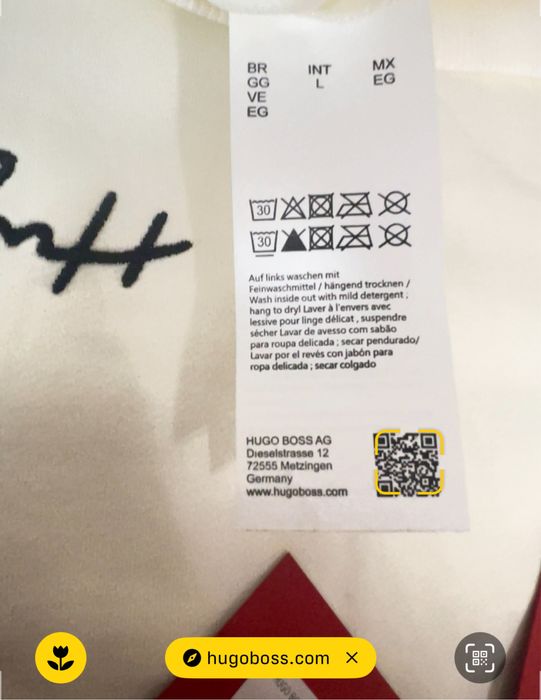 BR
GG
VE
EG
INT
L
MX
EG
30
30
Auf links waschen mit
Feinwaschmittel / hängend trocknen /
Wash inside out with mild detergent ;
hang to dry/ Laver à l'envers avec
lessive pour linge délicat , suspendre
sécher Lavar de avesso com sabão
para roupa delicada ; secar pendurado/
Lavar por el revés con jabón para
ropa delicada ; secar colgado
HUGO BOSS AG
Dieselstrasse 12
72555 Metzingen
Germany
www.hugoboss.com
hugoboss.com